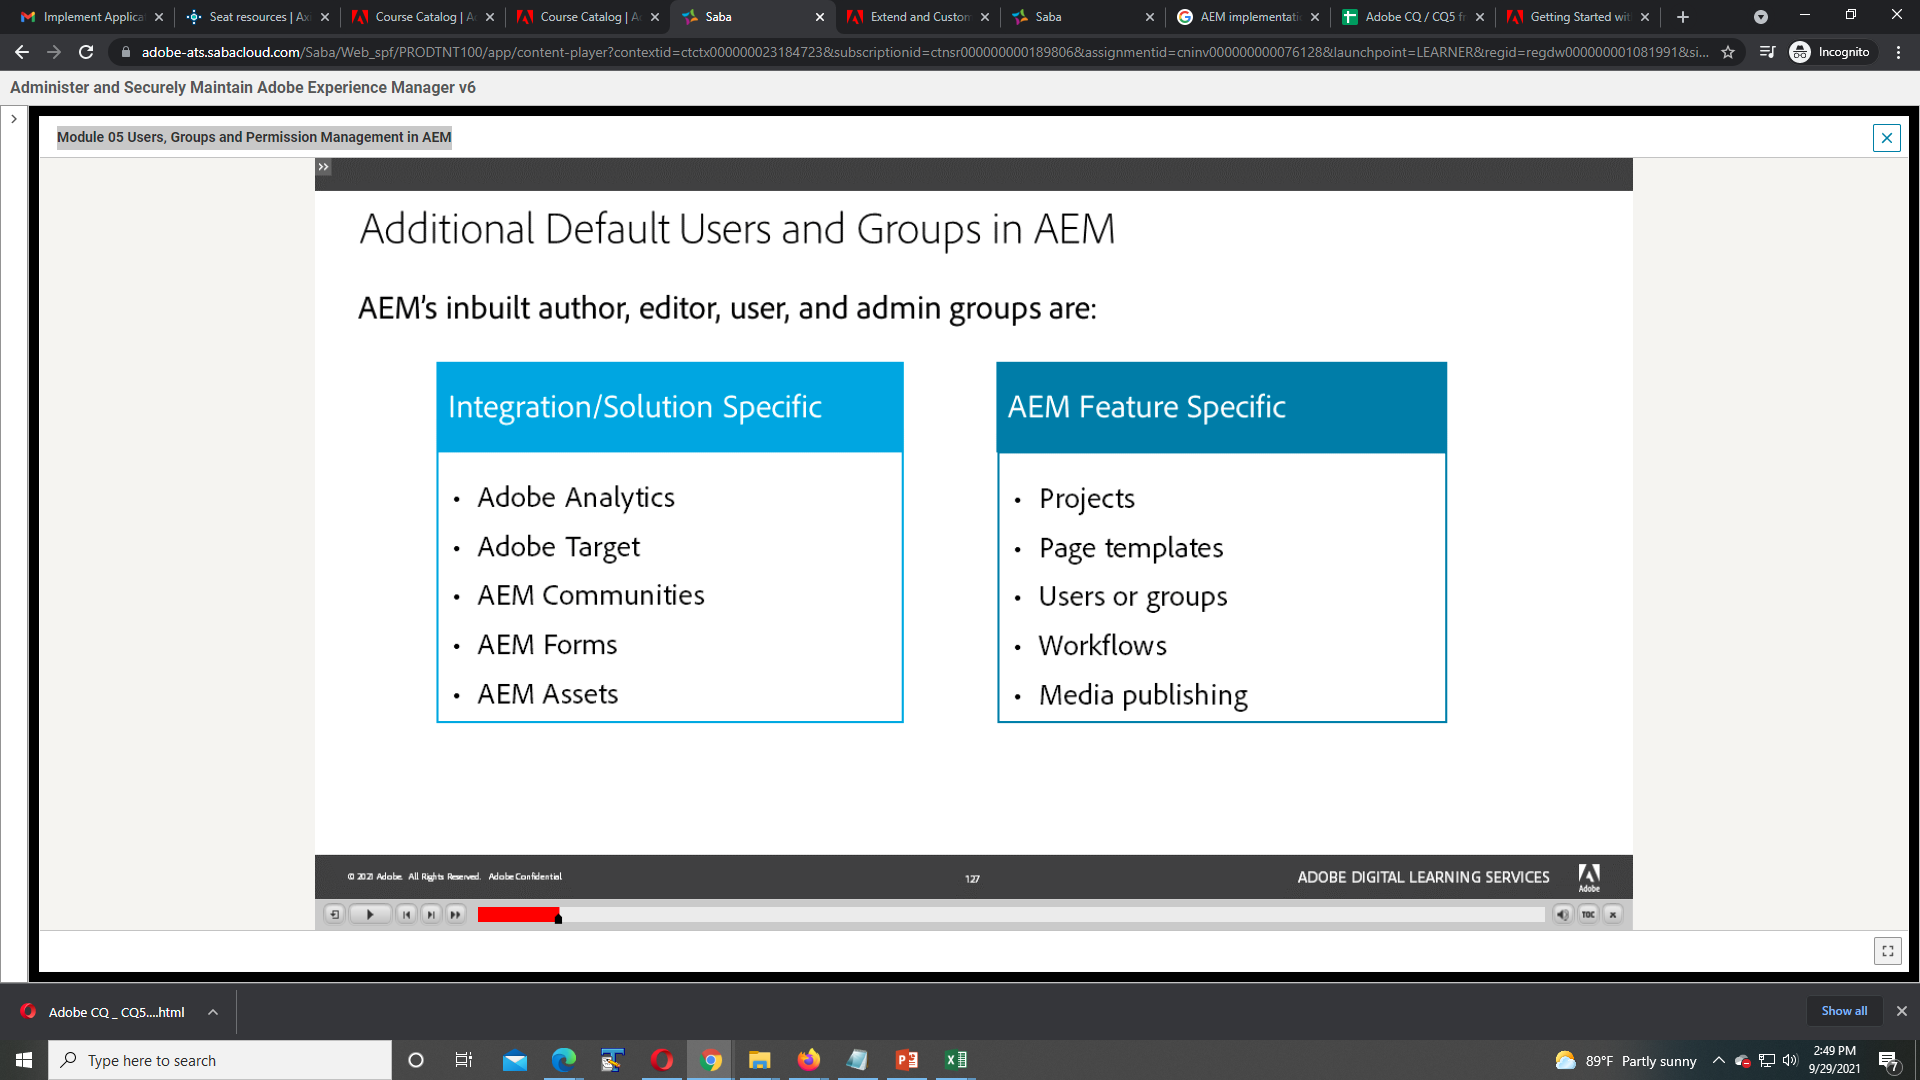 Implement Applica
Seat resources | Ax
Course Catalog | A
Course Catalog | A
Saba
Extend and Custom
Saba
AEM implementati
Adobe CQ / CQ5 f
Getting Started wit
adobe-ats.sabacloud.com/Saba/Web_spf/PRODTNT100/app/content-player?contextid=ctctx000000023184723&subscriptionid=ctnsr000000000189806&assignmentid=cninv000000000076128&launchpoint=LEARNER&regid=regdw000000001081991&si...
Incognito
Administer and Securely Maintain Adobe Experience Manager v6
Module 05 Users, Groups and Permission Management in AEM
Additional Default Users and Groups in AEM
AEM's inbuilt author, editor, user, and admin groups are:
Integration/Solution Specific
• Adobe Analytics
• Adobe Target
• AEM Communities
• AEM Forms
• AEM Assets
AEM Feature Specific
• Projects
• Page templates
• Users or groups
• Workflows
• Media publishing
© 2021 Adobe. All Rights Reserved. Adobe Confidential
127
ADOBE DIGITAL LEARNING SERVICES
Adobe
TOC
Adobe CQ _ CQ5....html
Show all
Type here to search
89°F Partly sunny
2:49 PM
9/29/2021
7